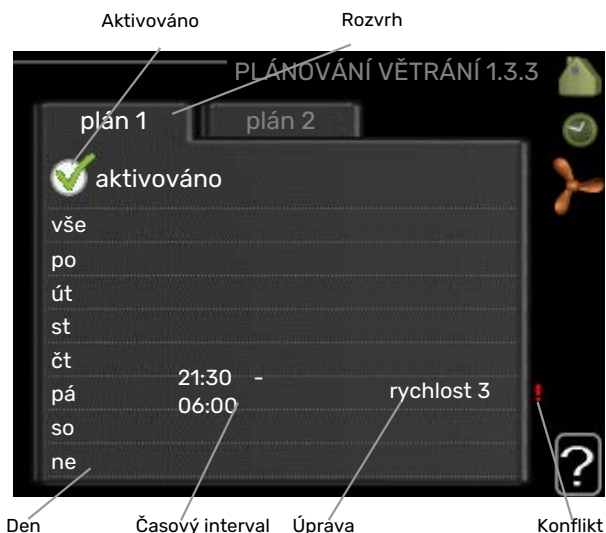 Aktivováno Rozvrh
PLÁNOVÁNÍ VĚTRÁNÍ 1.3.3
plán 1 plán 2
aktivováno
vše
po
út
st
čt
pá 21:30 - rychlost 3
06:00
so
ne
?
!
Den Časový interval Úprava Konflikt